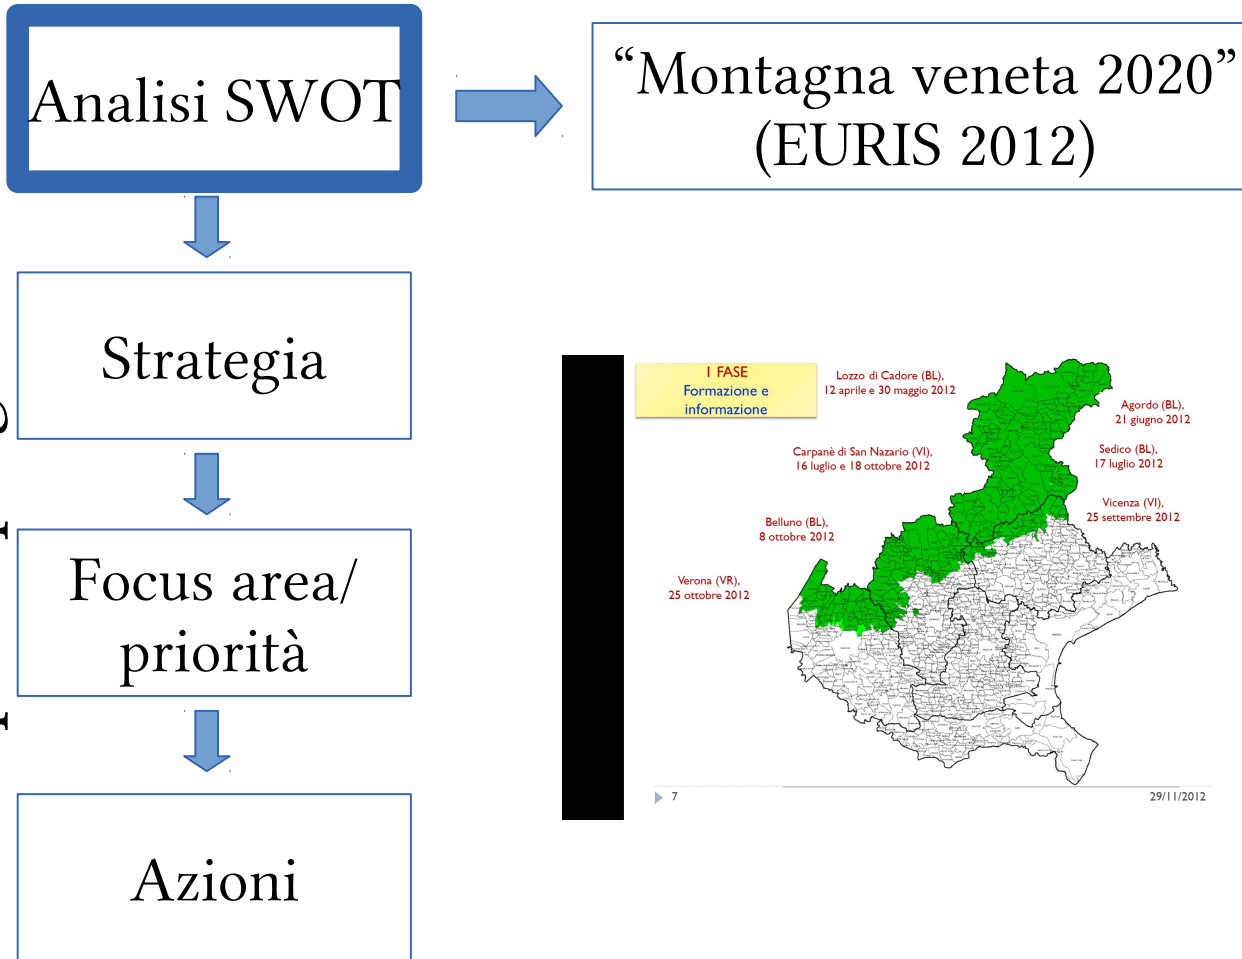 Analisi SWOT
“Montagna veneta 2020”
(EURIS 2012)
Strategia
Focus area/
priorità
Azioni
I FASE
Formazione e
informazione
Lozzo di Cadore (BL),
12 aprile e 30 maggio 2012
Agordo (BL),
21 giugno 2012
Carpanè di San Nazario (VI),
16 luglio e 18 ottobre 2012
Sedico (BL),
17 luglio 2012
Vicenza (VI),
25 settembre 2012
Belluno (BL),
8 ottobre 2012
Verona (VR),
25 ottobre 2012
7
29/11/2012